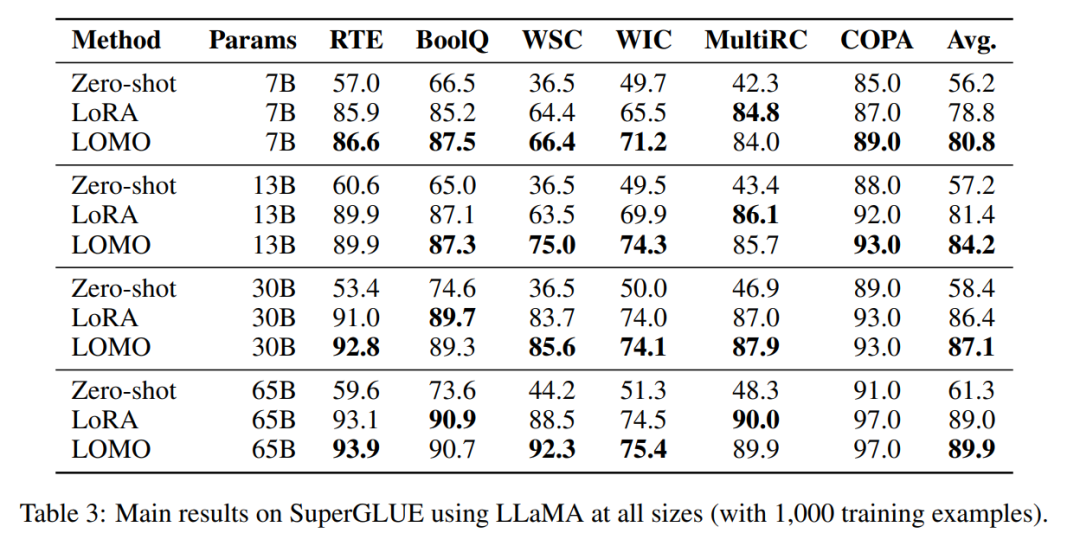 Method Params RTE BoolQ WSC WIC MultiRC COPA Avg.
Zero-shot 7B 57.0 66.5 36.5 49.7 42.3 85.0 56.2
LoRA 7B 85.9 85.2 64.4 65.5 84.8 87.0 78.8
LOMO 7B 86.6 87.5 66.4 71.2 84.0 89.0 80.8
Zero-shot 13B 60.6 65.0 36.5 49.5 43.4 88.0 57.2
LoRA 13B 89.9 87.1 63.5 69.9 86.1 92.0 81.4
LOMO 13B 89.9 87.3 75.0 74.3 85.7 93.0 84.2
Zero-shot 30B 53.4 74.6 36.5 50.0 46.9 89.0 58.4
LoRA 30B 91.0 89.7 83.7 74.0 87.0 93.0 86.4
LOMO 30B 92.8 89.3 85.6 74.1 87.9 93.0 87.1
Zero-shot 65B 59.6 73.6 44.2 51.3 48.3 91.0 61.3
LoRA 65B 93.1 90.9 88.5 74.5 90.0 97.0 89.0
LOMO 65B 93.9 90.7 92.3 75.4 89.9 97.0 89.9
Table 3: Main results on SuperGLUE using LLaMA at all sizes (with 1,000 training examples).